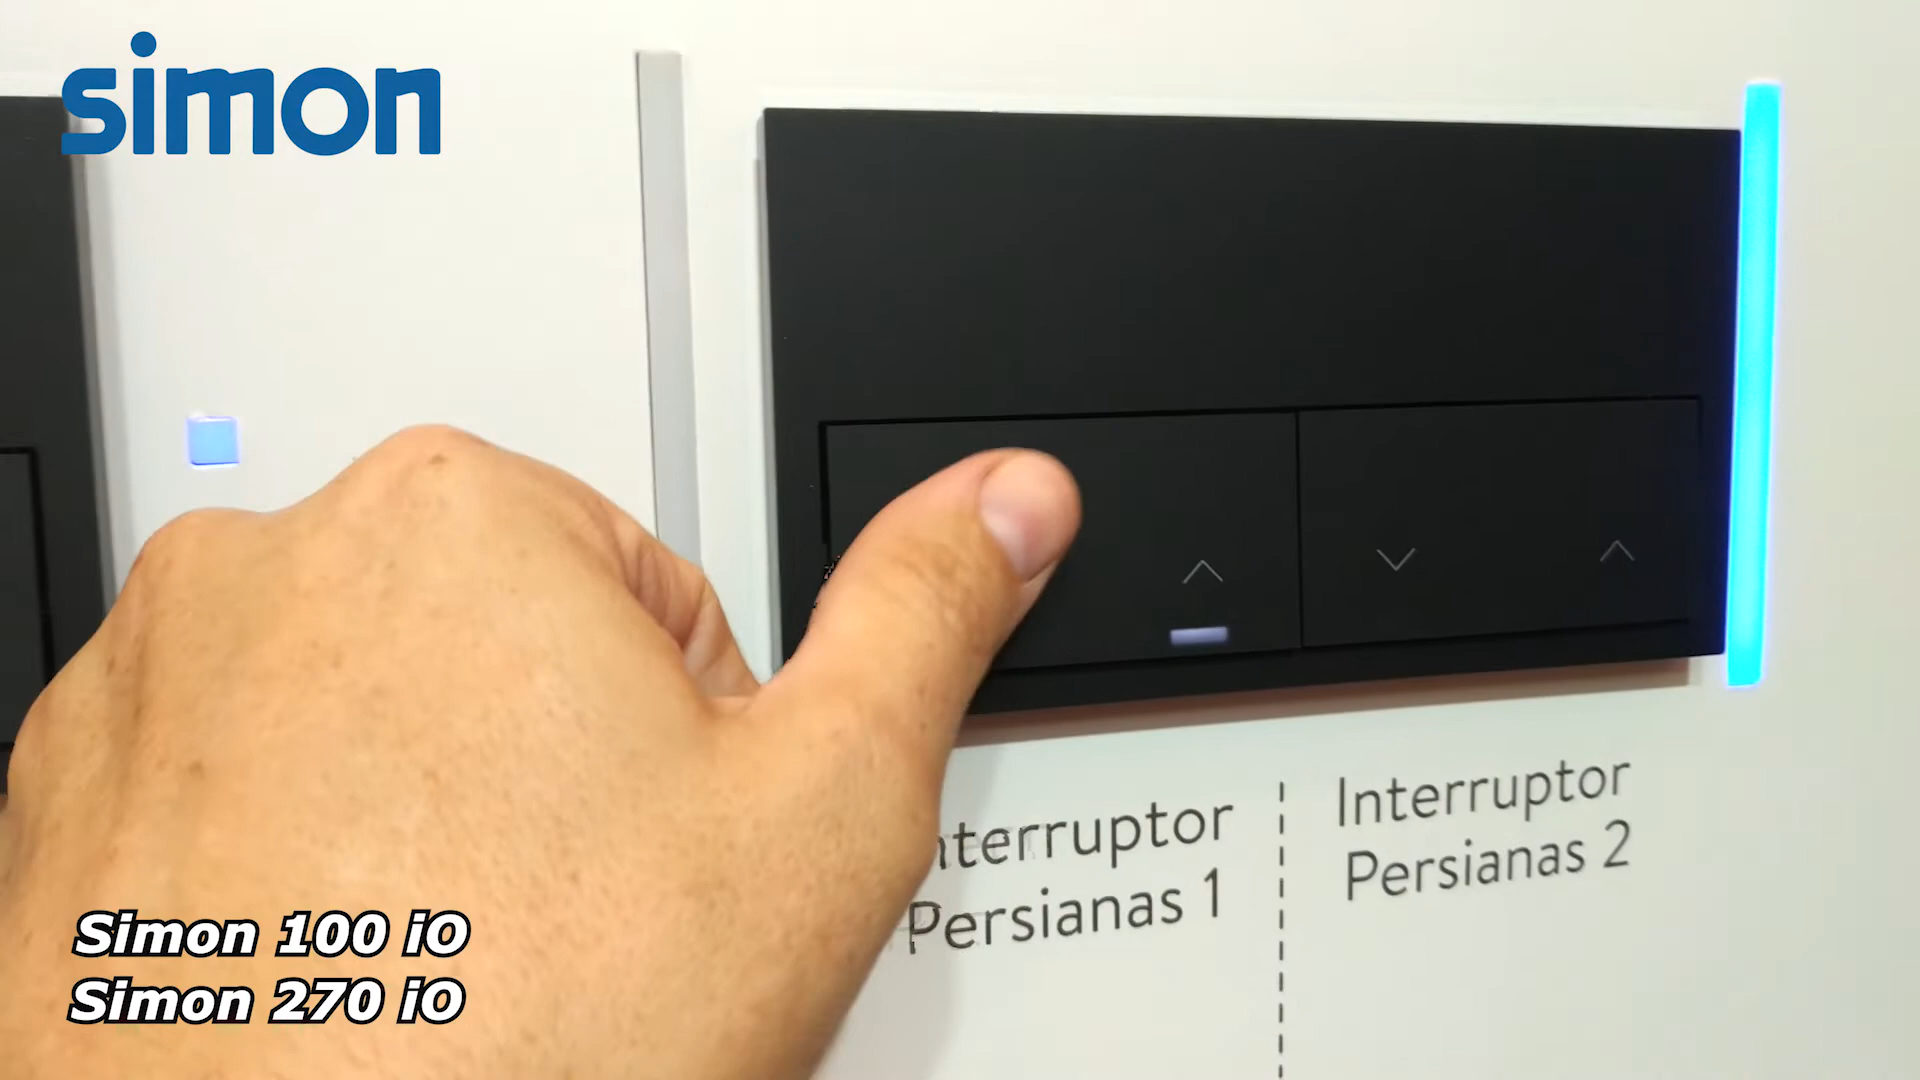 simon
nterruptor
Persianas 1
Interruptor
Persianas 2
Simon 100 iO
Simon 270 iO